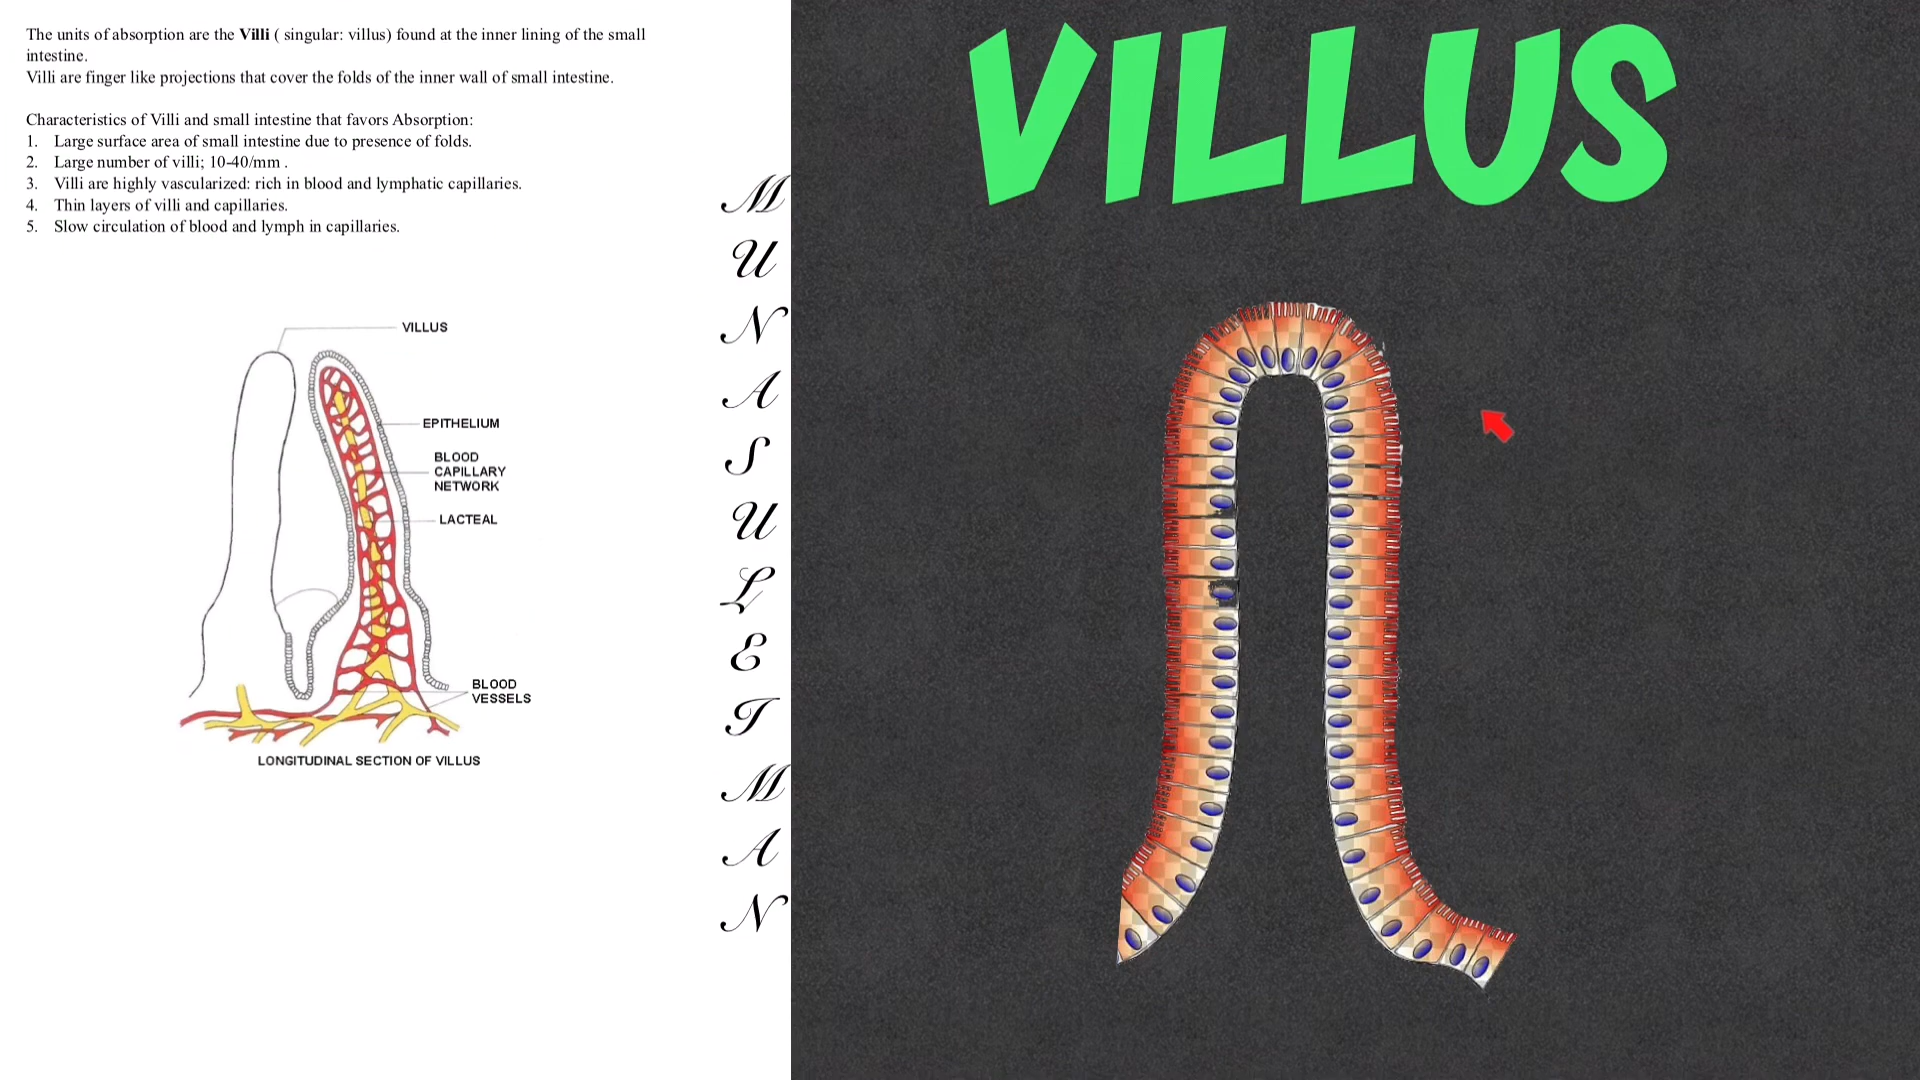 The units of absorption are the Villi ( singular: villus) found at the inner lining of the small
intestine.
Villi are finger like projections that cover the folds of the inner wall of small intestine.
Characteristics of Villi and small intestine that favors Absorption:
1. Large surface area of small intestine due to presence of folds.
2. Large number of villi; 10-40/mm .
3. Villi are highly vascularized: rich in blood and lymphatic capillaries.
4. Thin layers of villi and capillaries.
5. Slow circulation of blood and lymph in capillaries.
VILLUS
EPITHELIUM
BLOOD
CAPILLARY
NETWORK
LACTEAL
BLOOD
VESSELS
LONGITUDINAL SECTION OF VILLUS
M
U
N
A
S
U
L
E
T
M
A
N
VILLUS